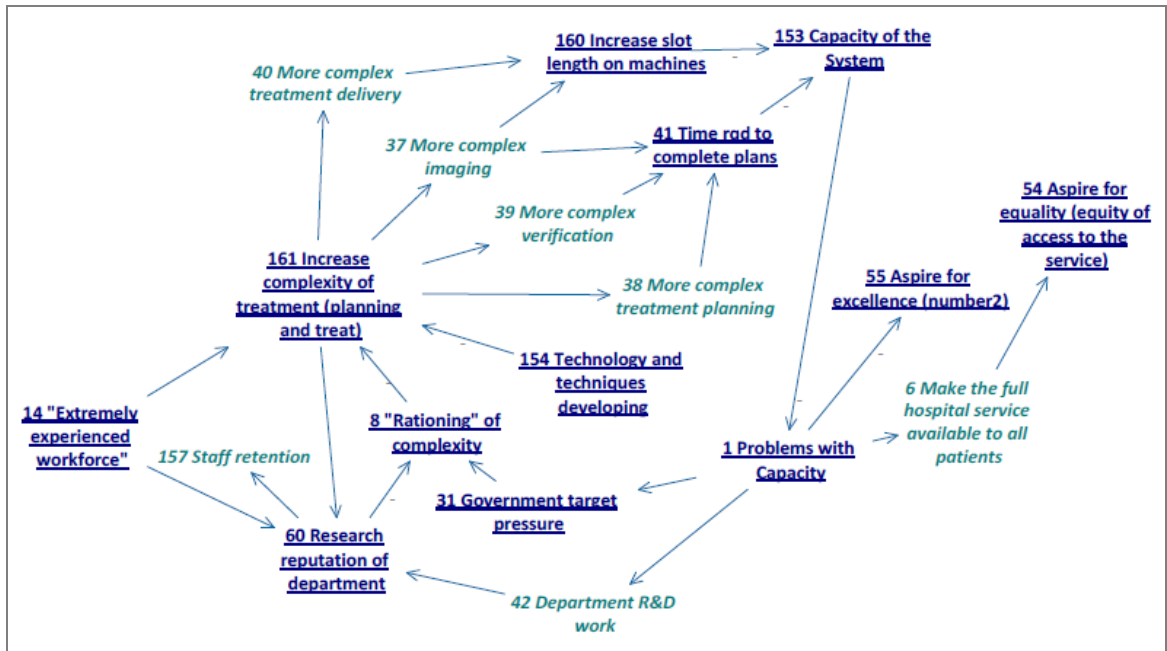 160 Increase slot
length on machines
153 Capacity of the
System
40 More complex
treatment delivery
37 More complex
imaging
41 Time rqd to
complete plans
39 More complex
verification
54 Aspire for
equality (equity of
access to the
service)
161 Increase
complexity of
treatment (planning
and treat)
38 More complex
treatment planning
55 Aspire for
excellence (number2)
154 Technology and
techniques
developing
14 "Extremely
experienced
workforce"
8 "Rationing" of
complexity
6 Make the full
hospital service
available to all
patients
157 Staff retention
1 Problems with
Capacity
31 Government target
pressure
60 Research
reputation of
department
42 Department R&D
work